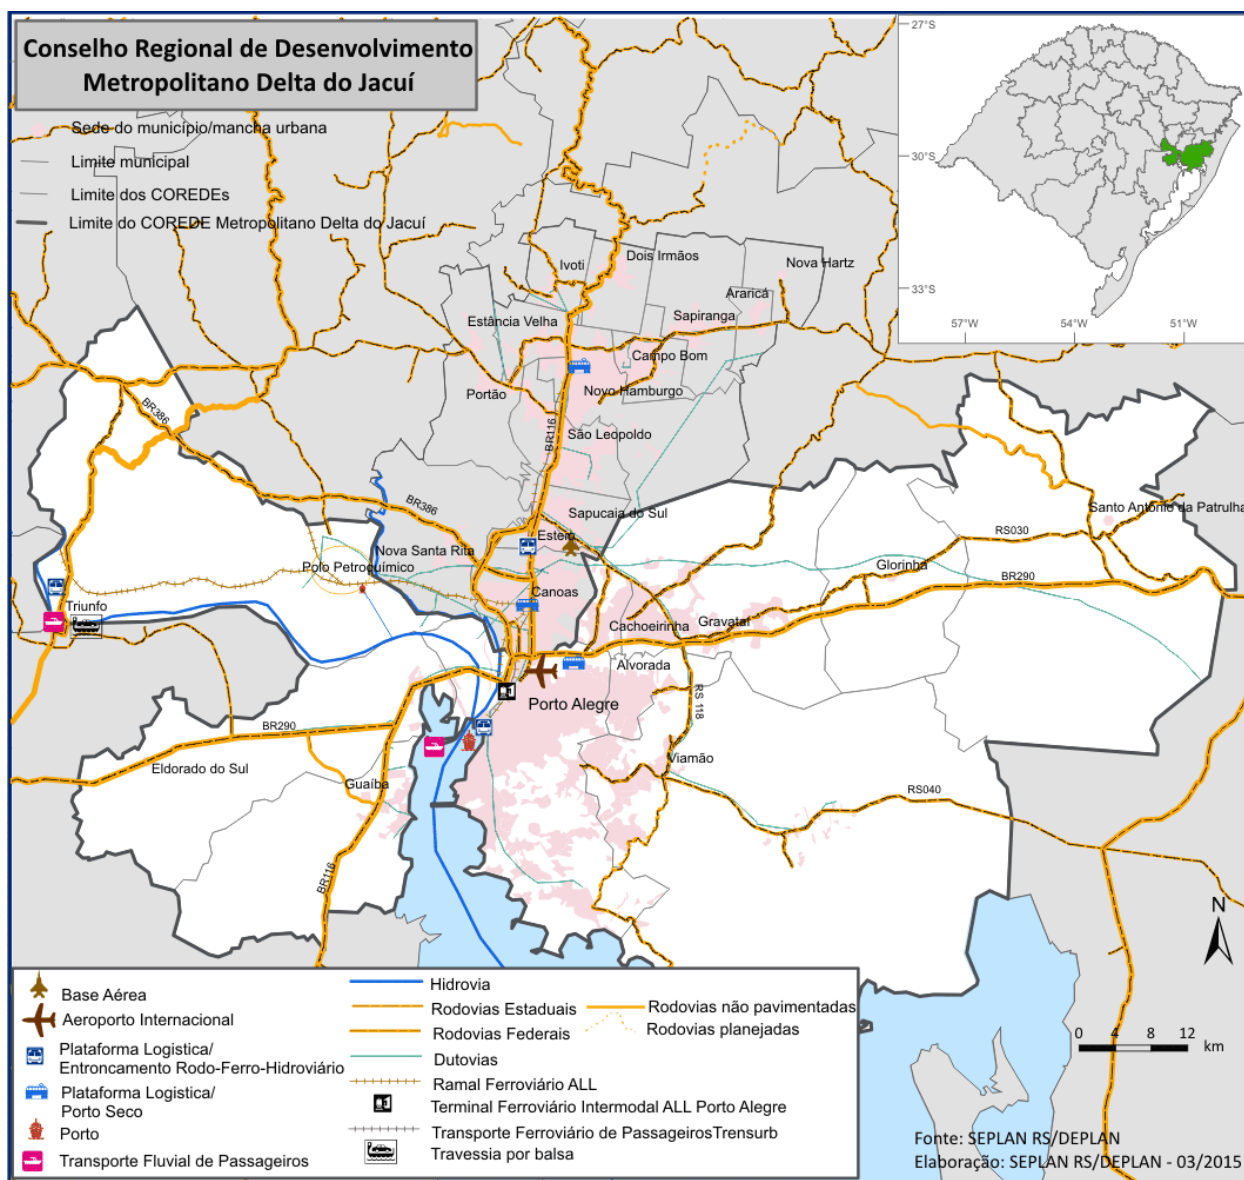 Conselho Regional de Desenvolvimento
Metropolitano Delta do Jacuí
Sede do município/mancha urbana
Limite municipal
Limite dos COREDEs
Limite do COREDE Metropolitano Delta do Jacuí
27°S
30°S
33°S
57°W
54°W
51°W
Ivoti
Dois Irmãos
Nova Hartz
Araricá
Estância Velha
Sapiranga
Campo Bom
Portão
Novo Hamburgo
BR386
BR116
São Leopoldo
BR386
Sapucaia do Sul
Santo Antônio da Patrulha
Esteio
RS030
Nova Santa Rita
Polo Petroquímico
Glorinha
BR290
Canoas
Triunfo
Cachoeirinha
Gravataí
Alvorada
Porto Alegre
RS 118
BR290
Viamão
Eldorado do Sul
Guaíba
RS040
BR116
N
Base Aérea
Aeroporto Internacional
Plataforma Logistica/
Entroncamento Rodo-Ferro-Hidroviário
Plataforma Logistica/
Porto Seco
Porto
Transporte Fluvial de Passageiros
Hidrovia
Rodovias Estaduais
Rodovias Federais
Dutovias
Ramal Ferroviário ALL
Terminal Ferroviário Intermodal ALL Porto Alegre
Transporte Ferroviário de PassageirosTrensurb
Travessia por balsa
Rodovias não pavimentadas
Rodovias planejadas
0 4 8 12
km
Fonte: SEPLAN RS/DEPLAN
Elaboração: SEPLAN RS/DEPLAN - 03/2015